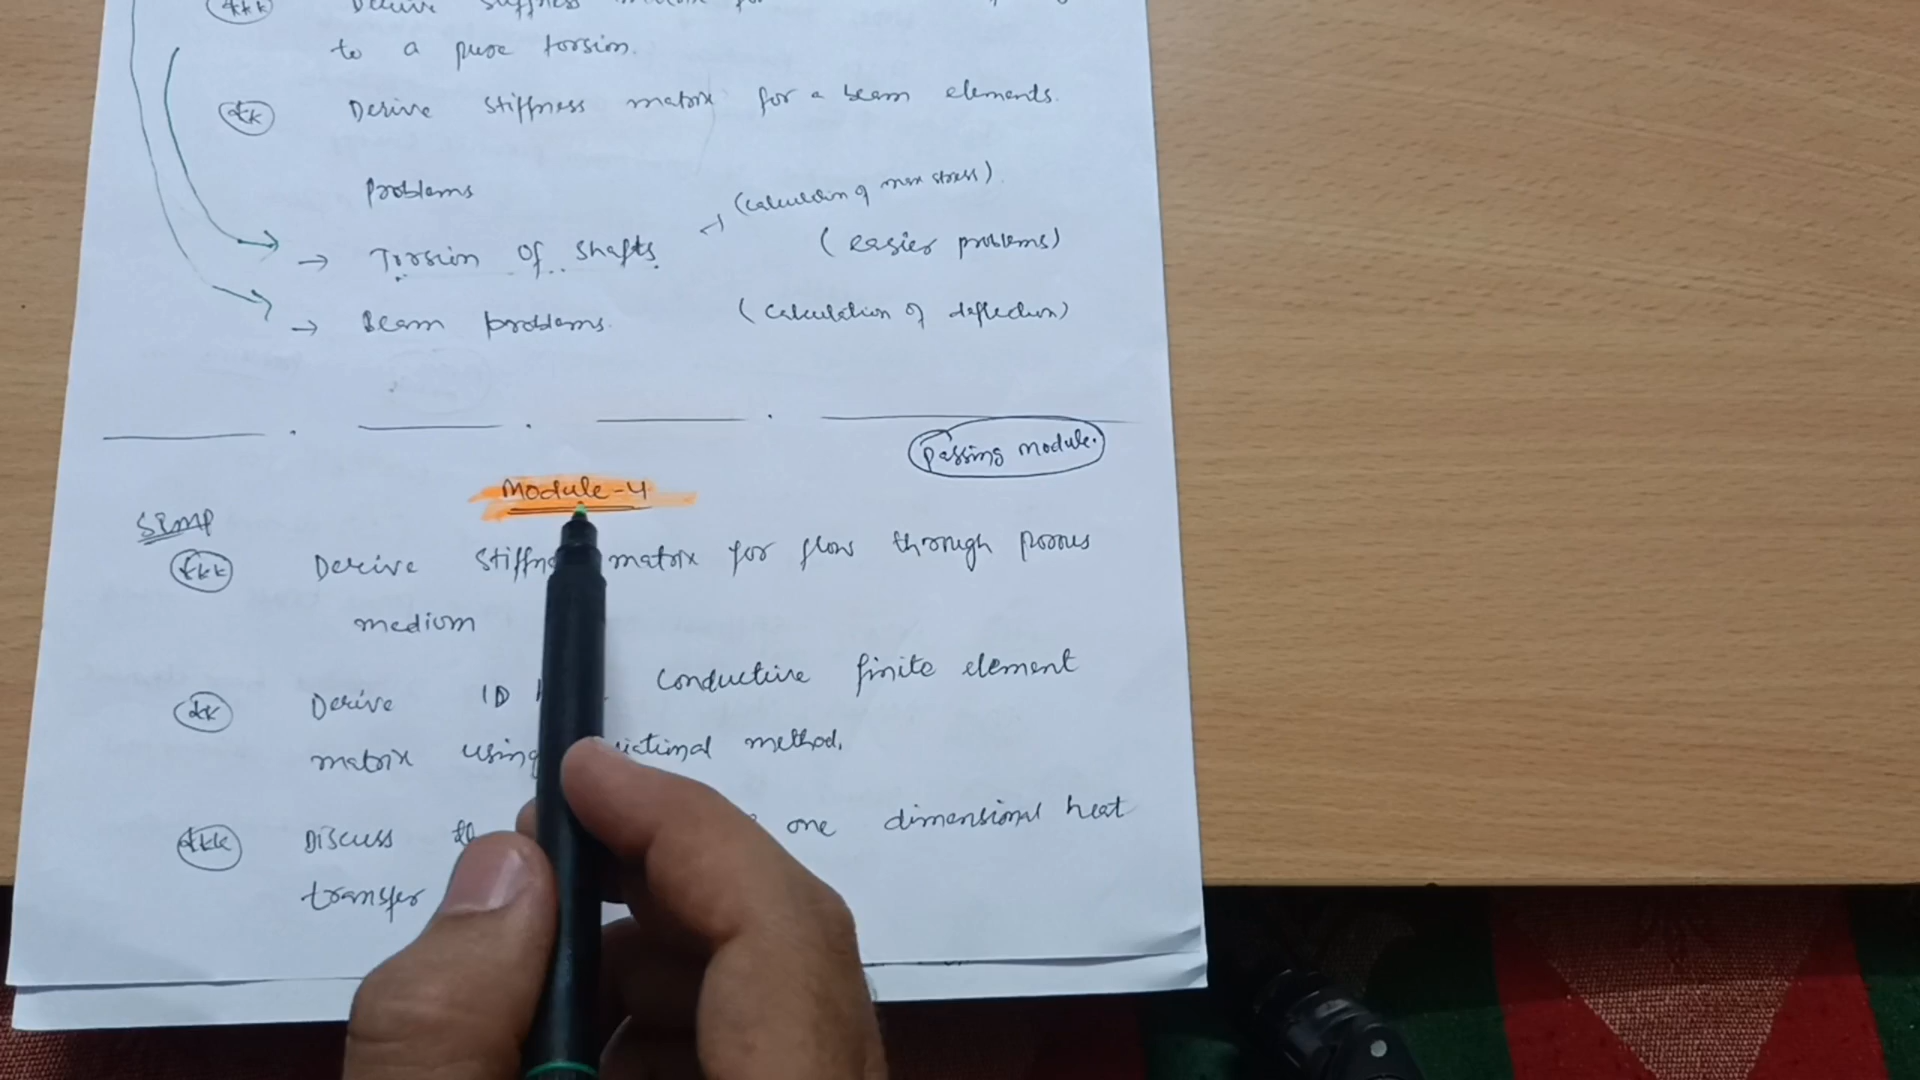 to a pure torsion.
Derive stiffness matrix for a beam elements.
problems
(calculation of max stress)
→ Torsion of shafts
(easier problems)
→ Beam problems. (calculation of deflection)
passing module.
Module-4
SIMP
Derive matrix for flow through porous
medium
Derive 1D conductive finite element
matrix using method.
Discuss one dimensional heat
transfer